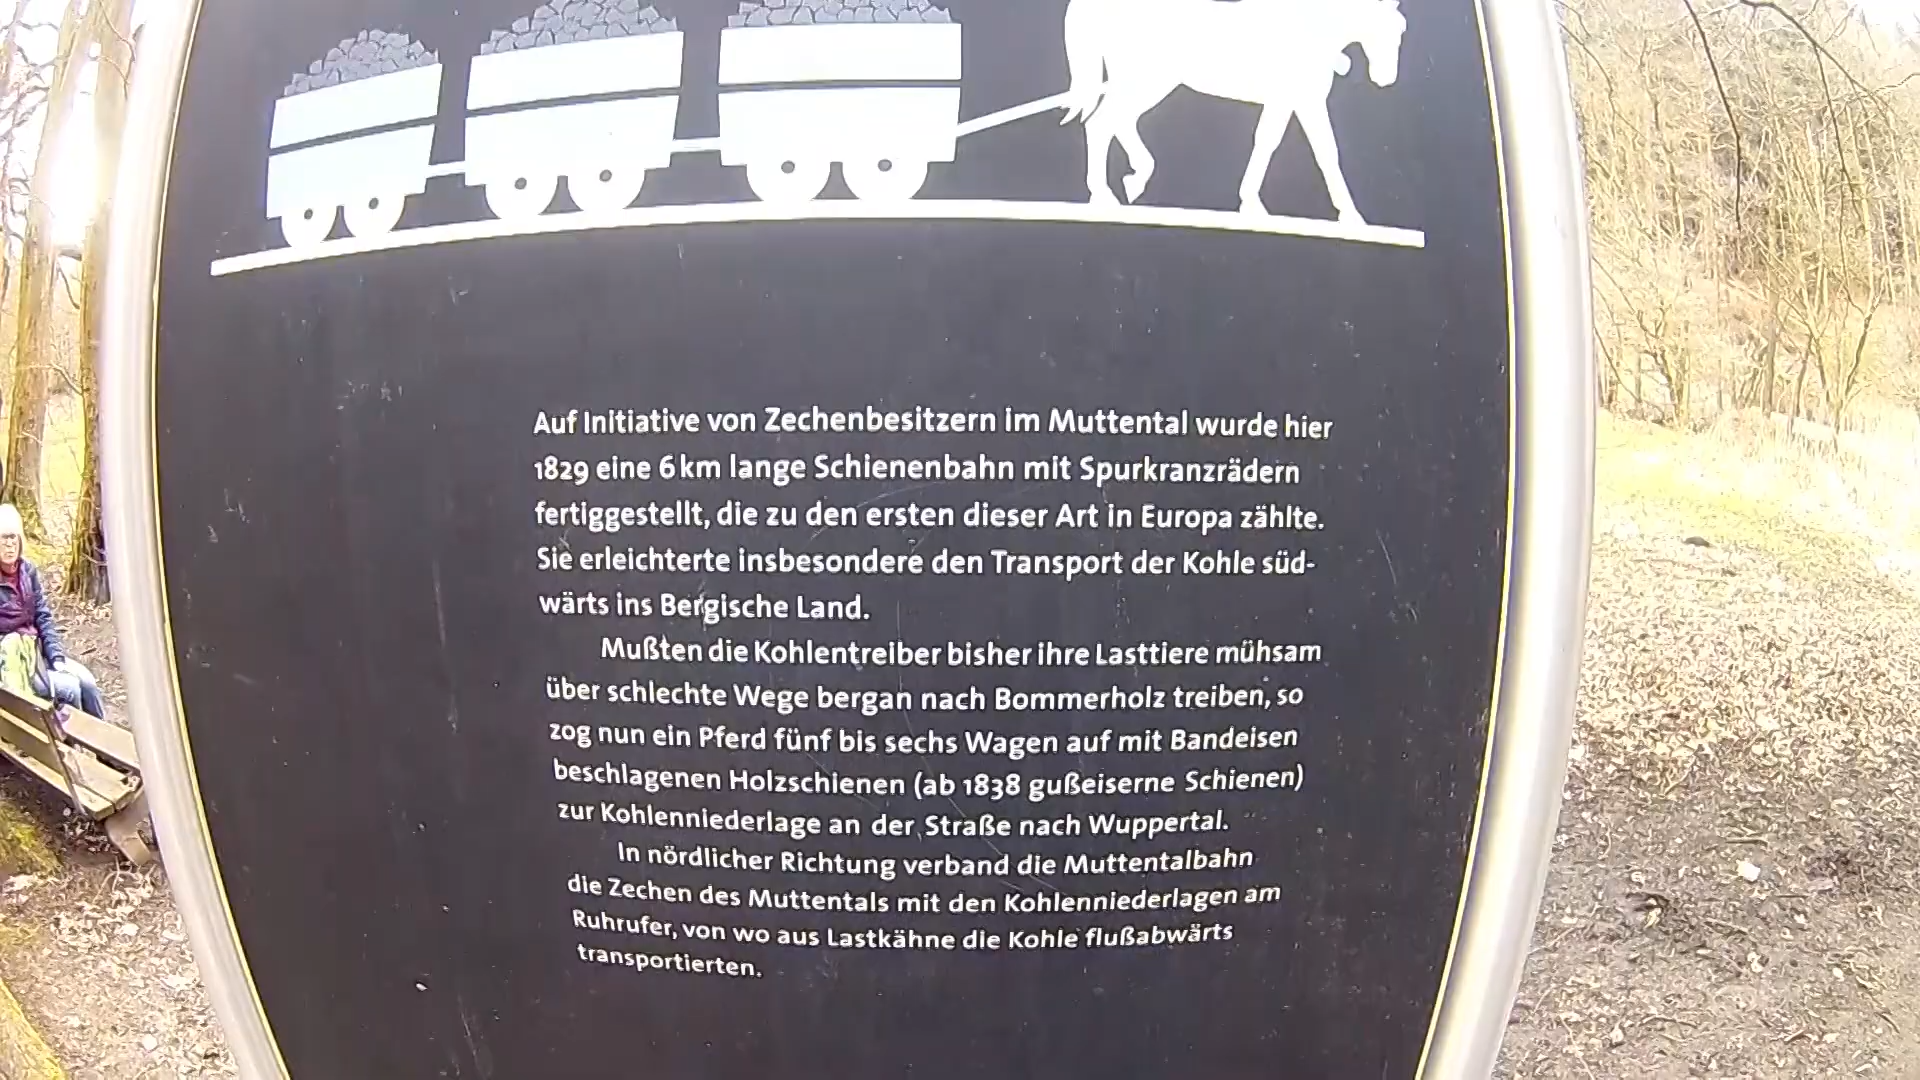 Auf Initiative von Zechenbesitzern im Muttental wurde hier
1829 eine 6 km lange Schienenbahn mit Spurkranzrädern
fertiggestellt, die zu den ersten dieser Art in Europa zählte.
Sie erleichterte insbesondere den Transport der Kohle süd-
wärts ins Bergische Land.
Mußten die Kohlentreiber bisher ihre Lasttiere mühsam
über schlechte Wege bergan nach Bommerholz treiben, so
zog nun ein Pferd fünf bis sechs Wagen auf mit Bandeisen
beschlagenen Holzschienen (ab 1838 gußeiserne Schienen)
zur Kohlenniederlage an der Straße nach Wuppertal.
In nördlicher Richtung verband die Muttentalbahn
die Zechen des Muttentals mit den Kohlenniederlagen am
Ruhrufer, von wo aus Lastkähne die Kohle flußabwärts
transportierten.